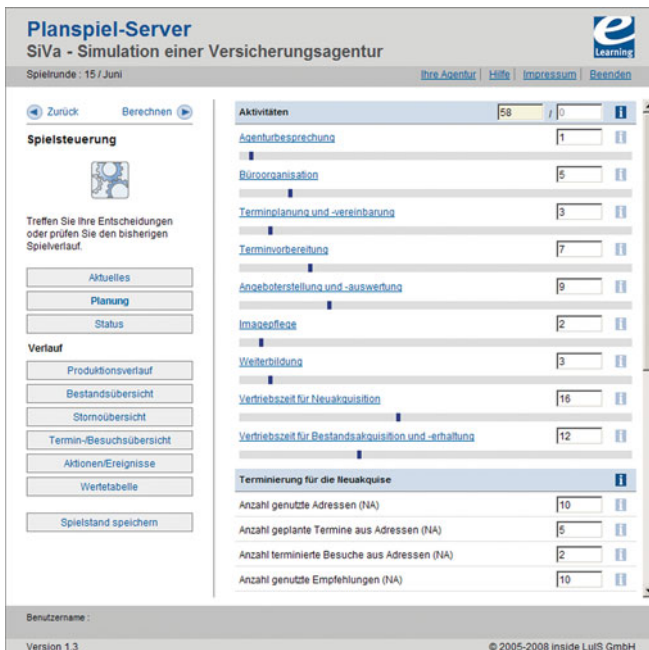 Planspiel-Server
SiVa - Simulation einer Versicherungsagentur
e
Learning
Spielrunde : 15 / Juni
Ihre Agentur | Hilfe | Impressum | Beenden
Zurück
Berechnen
Spielsteuerung
Treffen Sie Ihre Entscheidungen
oder prüfen Sie den bisherigen
Spielverlauf.
Aktuelles
Planung
Status
Verlauf
Produktionsverlauf
Bestandsübersicht
Stornoübersicht
Termin-/Besuchsübersicht
Aktionen/Ereignisse
Wertetabelle
Spielstand speichern
Aktivitäten 58 / 0
Agenturbesprechung 1
Büroorganisation 5
Terminplanung und -vereinbarung 3
Terminvorbereitung 7
Angeboterstellung und -auswertung 9
Imagepflege 2
Weiterbildung 3
Vertriebszeit für Neuakquisition 16
Vertriebszeit für Bestandsakquisition und -erhaltung 12
Terminierung für die Neuakquise
Anzahl genutzte Adressen (NA) 10
Anzahl geplante Termine aus Adressen (NA) 5
Anzahl terminierte Besuche aus Adressen (NA) 2
Anzahl genutzte Empfehlungen (NA) 10
Benutzername :
Version 1.3
© 2005-2008 inside LuIS GmbH